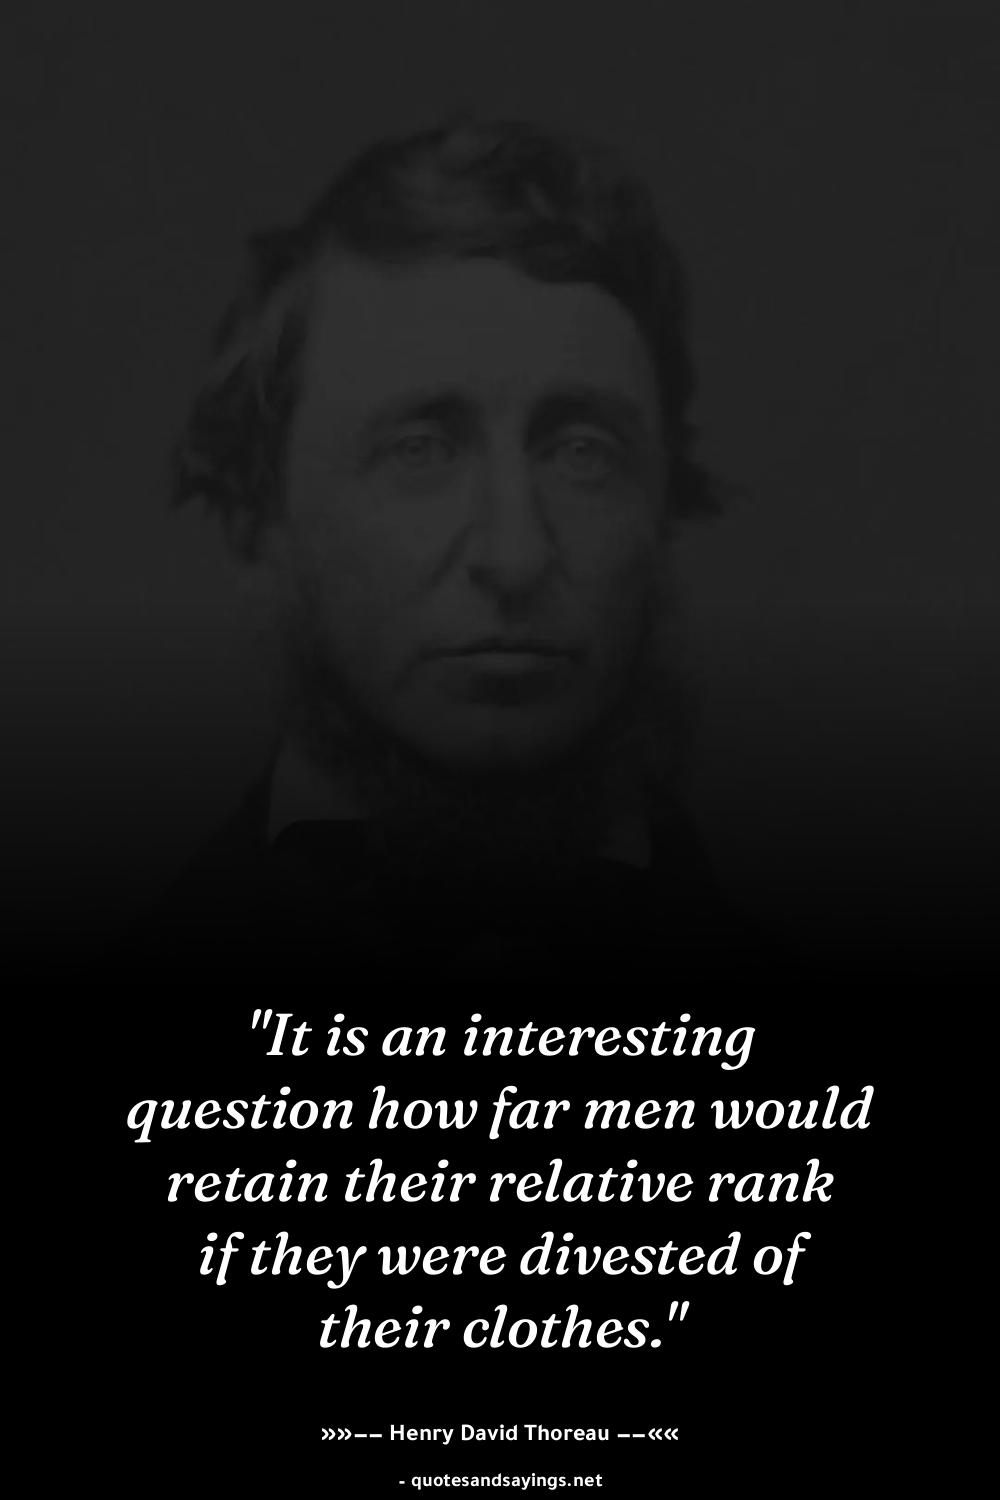 "It is an interesting
question how far men would
retain their relative rank
if they were divested of
their clothes."
»»−− Henry David Thoreau −−««
- quotesandsayings.net